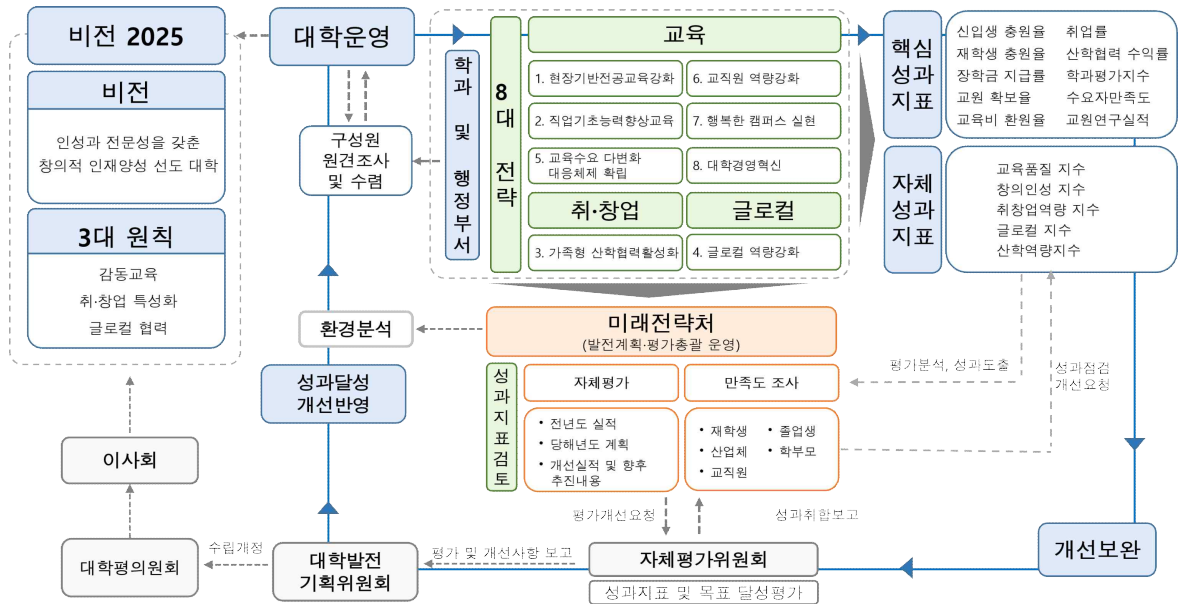 비전 2025
비전
인성과 전문성을 갖춘
창의적 인재양성 선도 대학
3대 원칙
감동교육
취·창업 특성화
글로컬 협력
이사회
대학평의원회
수립개정
대학운영
구성원
원견조사
및 수렴
환경분석
성과달성
개선반영
대학발전
기획위원회
학과 및 행정부서
8대 전략
교육
1. 현장기반전공교육강화
6. 교직원 역량강화
2. 직업기초능력향상교육
7. 행복한 캠퍼스 실현
5. 교육수요 다변화
대응체제 확립
8. 대학경영혁신
취·창업
글로컬
3. 가족형 산학협력활성화
4. 글로컬 역량강화
미래전략처
(발전계획·평가총괄 운영)
성과지표검토
자체평가
만족도 조사
• 전년도 실적
• 당해년도 계획
• 개선실적 및 향후
추진내용
• 재학생 • 졸업생
• 산업체 • 학부모
• 교직원
평가개선요청
성과취합보고
평가 및 개선사항 보고
자체평가위원회
성과지표 및 목표 달성평가
핵심
성과
지표
신입생 충원율 취업률
재학생 충원율 산학협력 수익률
장학금 지급률 학과평가지수
교원 확보율 수요자만족도
교육비 환원율 교원연구실적
자체
성과
지표
교육품질 지수
창의인성 지수
취창업역량 지수
글로컬 지수
산학역량지수
평가분석, 성과도출
성과점검
개선요청
개선보완